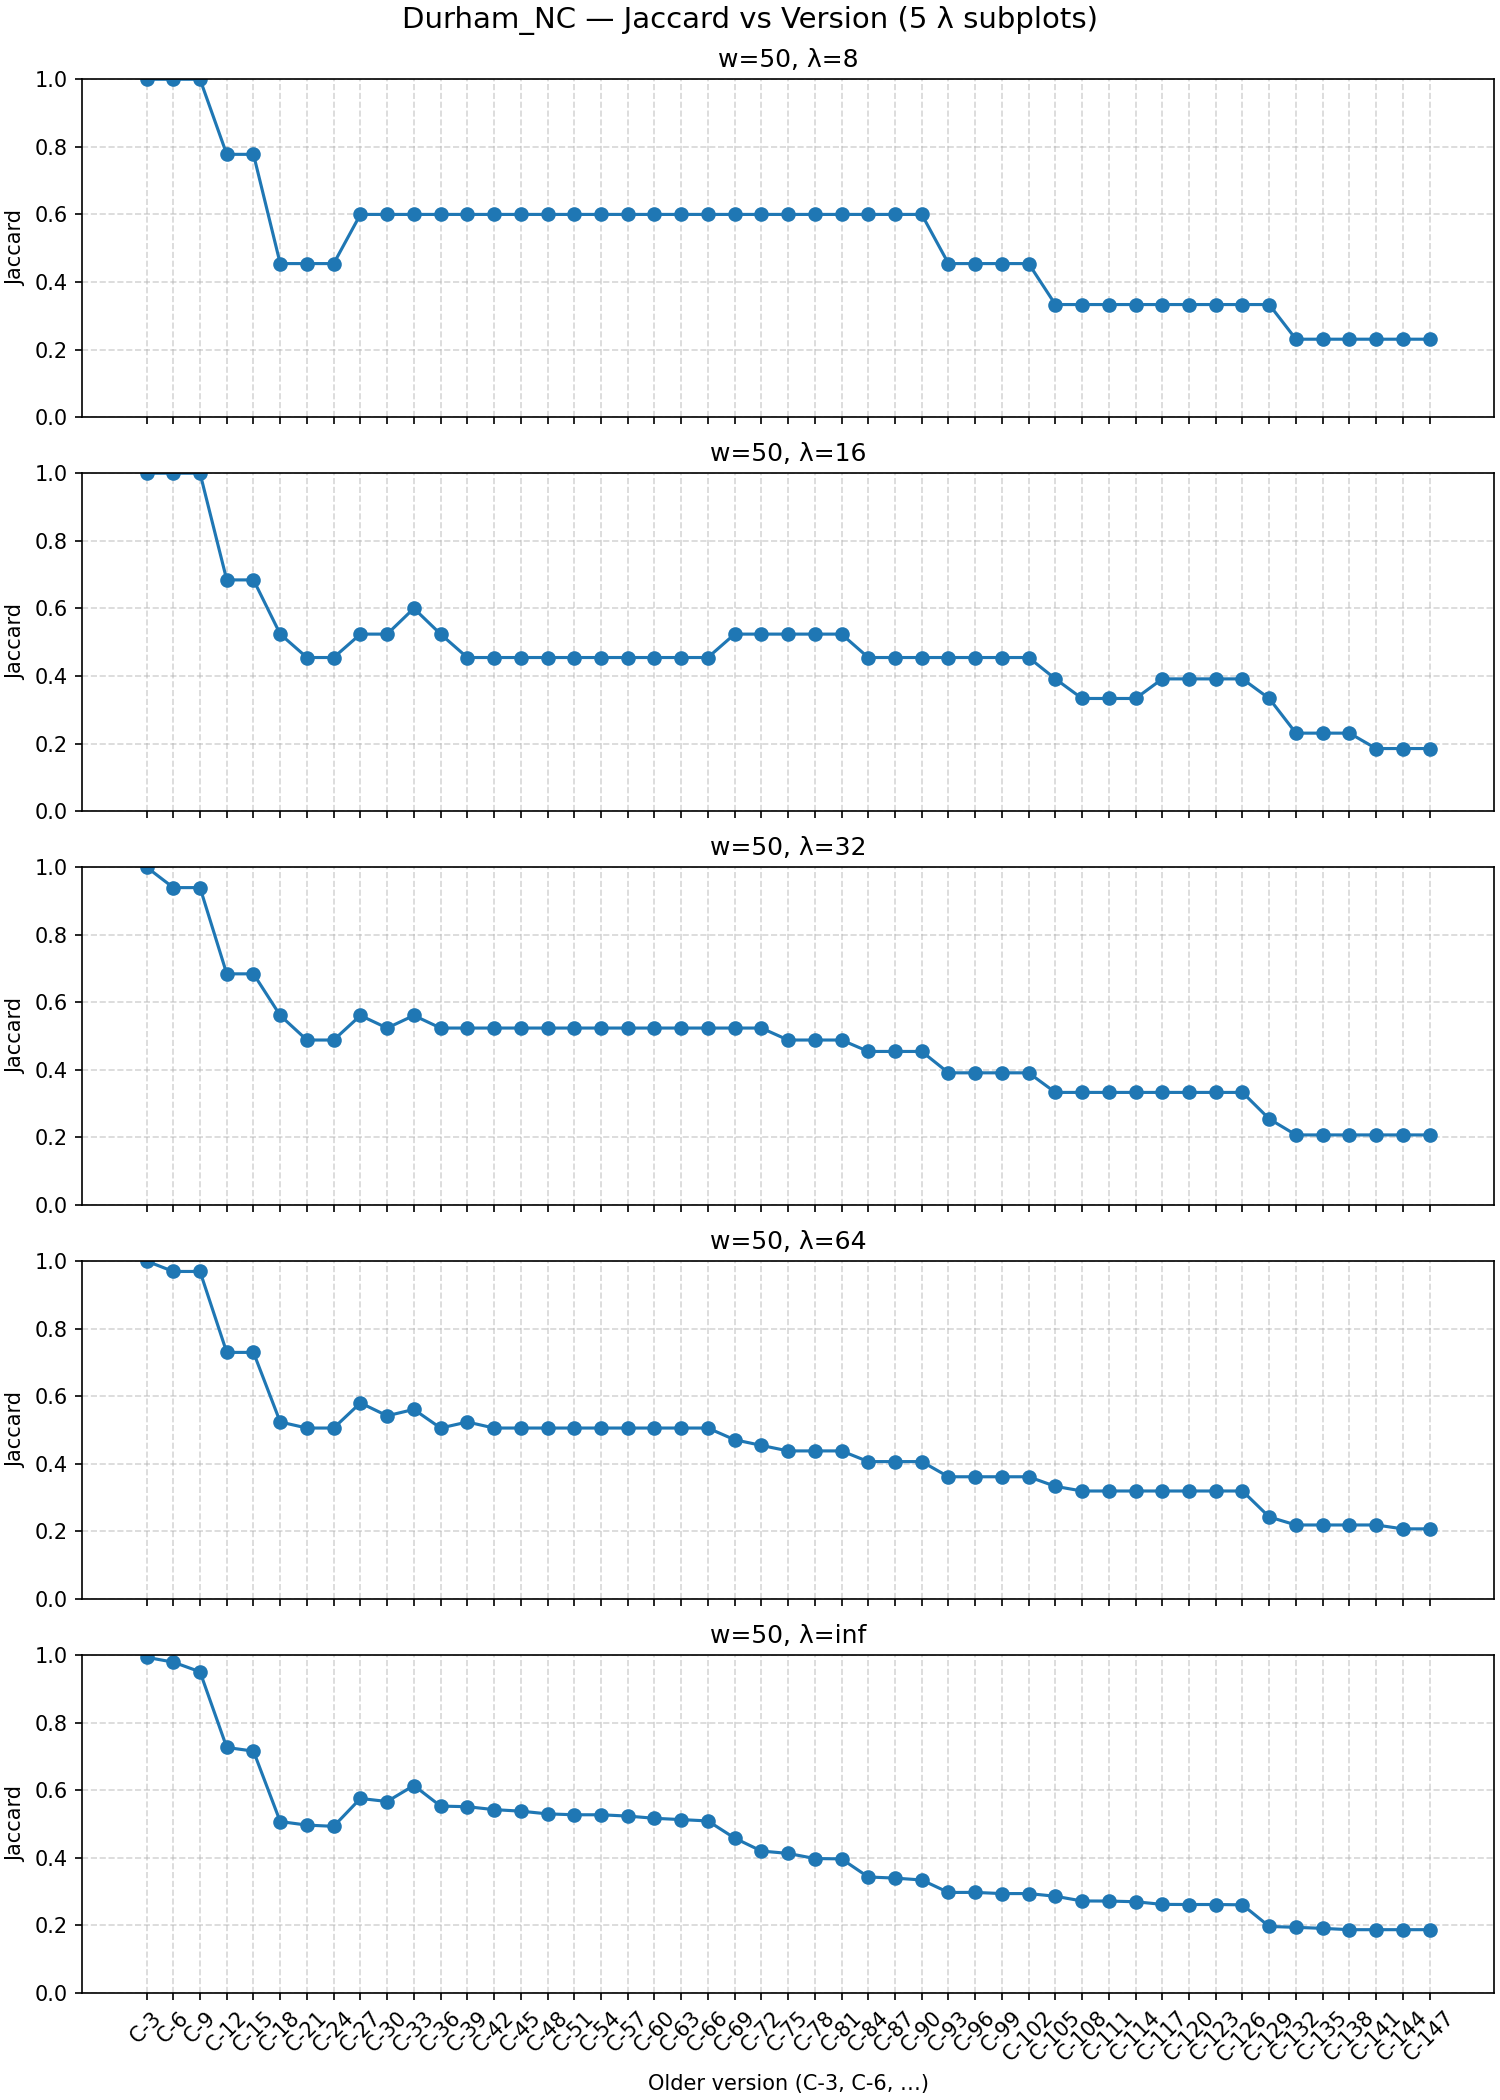 Durham_NC — Jaccard vs Version (5 λ subplots)
w=50, λ=8
1.0
0.8
0.6
0.4
0.2
0.0
Jaccard
w=50, λ=16
1.0
0.8
0.6
0.4
0.2
0.0
Jaccard
w=50, λ=32
1.0
0.8
0.6
0.4
0.2
0.0
Jaccard
w=50, λ=64
1.0
0.8
0.6
0.4
0.2
0.0
Jaccard
w=50, λ=inf
1.0
0.8
0.6
0.4
0.2
0.0
Jaccard
C-3
C-6
C-9
C-12
C-15
C-18
C-21
C-24
C-27
C-30
C-33
C-36
C-39
C-42
C-45
C-48
C-51
C-54
C-57
C-60
C-63
C-66
C-69
C-72
C-75
C-78
C-81
C-84
C-87
C-90
C-93
C-96
C-99
C-102
C-105
C-108
C-111
C-114
C-117
C-120
C-123
C-126
C-129
C-132
C-135
C-138
C-141
C-144
C-147
Older version (C-3, C-6, ...)